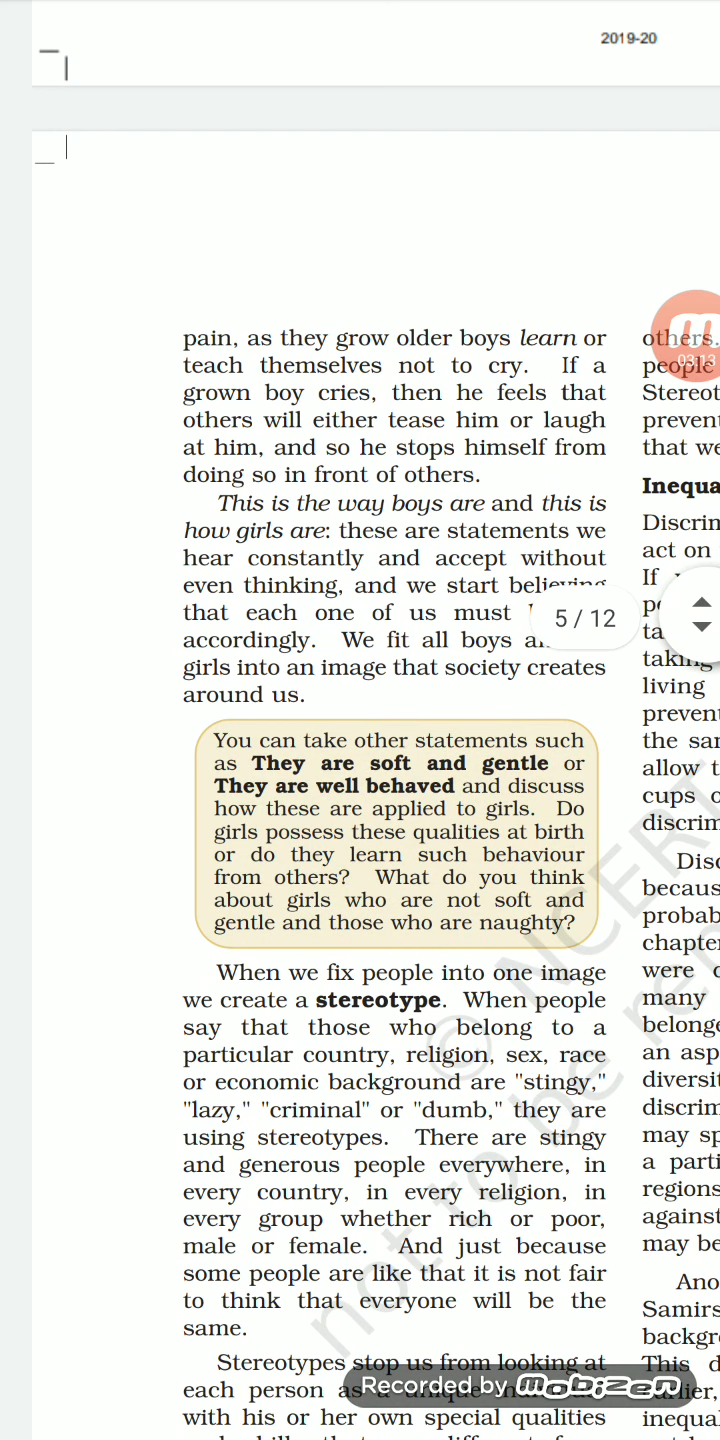 2019-20
pain, as they grow older boys learn or
teach themselves not to cry. If a
grown boy cries, then he feels that
others will either tease him or laugh
at him, and so he stops himself from
doing so in front of others.
This is the way boys are and this is
how girls are: these are statements we
hear constantly and accept without
even thinking, and we start believing
that each one of us must
accordingly. We fit all boys
girls into an image that society creates
around us.
You can take other statements such
as They are soft and gentle or
They are well behaved and discuss
how these are applied to girls. Do
girls possess these qualities at birth
or do they learn such behaviour
from others? What do you think
about girls who are not soft and
gentle and those who are naughty?
When we fix people into one image
we create a stereotype. When people
say that those who belong to a
particular country, religion, sex, race
or economic background are "stingy,"
"lazy," "criminal" or "dumb," they are
using stereotypes. There are stingy
and generous people everywhere, in
every country, in every religion, in
every group whether rich or poor,
male or female. And just because
some people are like that it is not fair
to think that everyone will be the
same.
Stereotypes stop us from looking at
each person as a unique
with his or her own special qualities
others.
people
Stereot
prevent
that we
Inequa
Discrin
act on
If
taking
living
prevent
the sar
allow t
cups o
discrim
Disc
because
probab
chapter
were
many
belonge
an asp
diversit
discrim
may sp
a parti
regions
against
may be
Ano
Samirs
backgr
This d
inequal
03:13
5 / 12
© NCERT
not to be rep
Recorded by mobizen